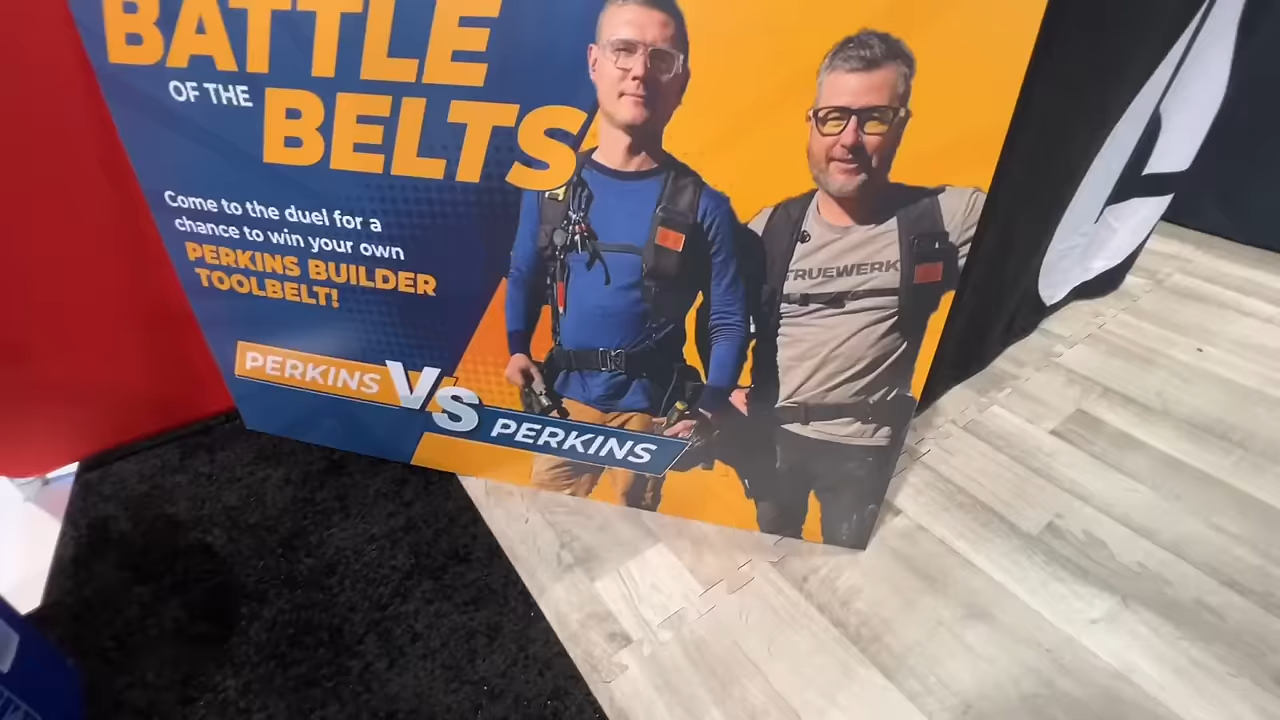 BATTLE
OF THE
BELTS
Come to the duel for a
chance to win your own
PERKINS BUILDER
TOOLBELT!
PERKINS VS PERKINS
TRUEWERK